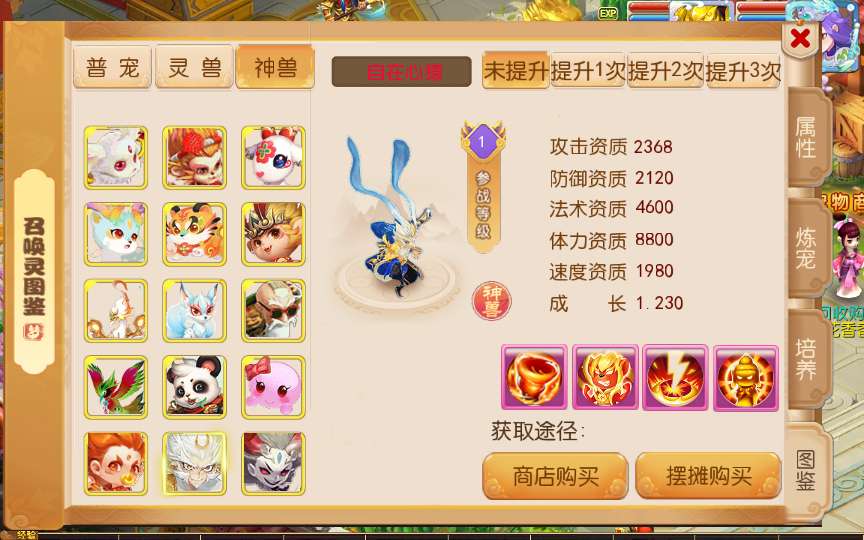 EXP
普宠
灵兽
神兽
自在心猿
未提升
提升1次
提升2次
提升3次
召唤灵图鉴
梦
1
参战等级
神兽
攻击资质 2368
防御资质 2120
法术资质 4600
体力资质 8800
速度资质 1980
成长 1.230
获取途径:
商店购买
摆摊购买
属性
炼宠
培养
图鉴
经验